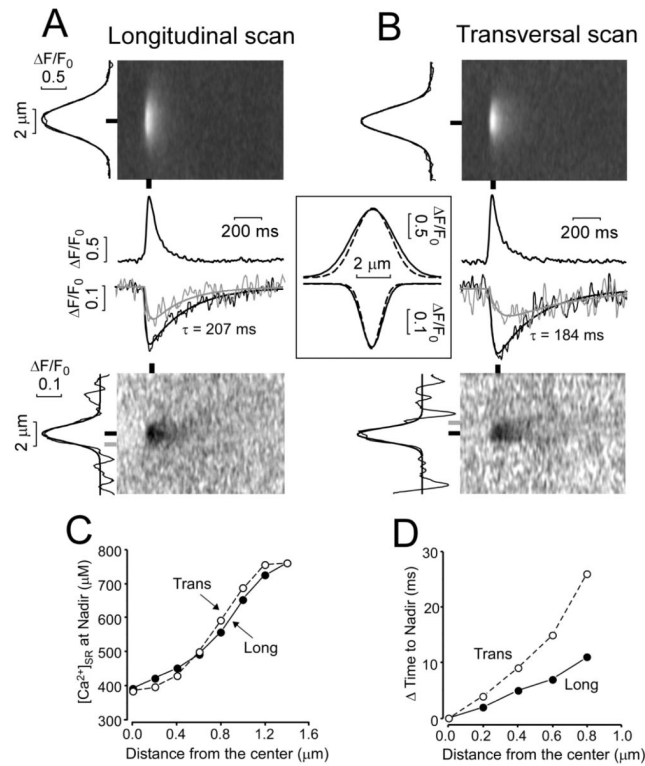 A
Longitudinal scan
B
Transversal scan
ΔF/F0
0.5
2 μm
200 ms
ΔF/F0
0.5
ΔF/F0
0.1
τ = 207 ms
ΔF/F0
0.5
2 μm
ΔF/F0
0.1
200 ms
τ = 184 ms
ΔF/F0
0.1
2 μm
C
[Ca2+]SR at Nadir (μM)
800
700
600
500
400
300
Trans
Long
0.0 0.4 0.8 1.2 1.6
Distance from the center (μm)
D
Δ Time to Nadir (ms)
30
20
10
0
Trans
Long
0.0 0.2 0.4 0.6 0.8 1.0
Distance from the center (μm)